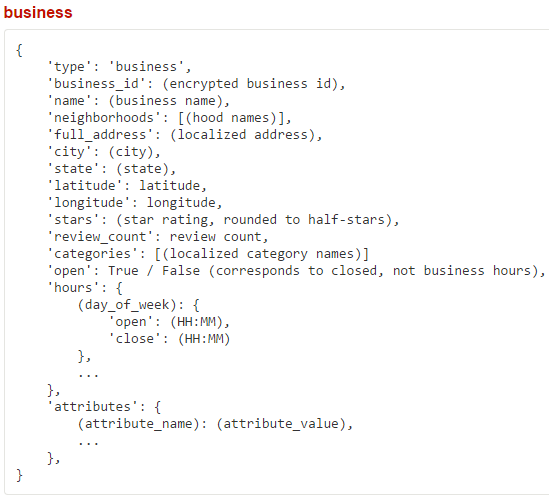 business
{
    'type': 'business',
    'business_id': (encrypted business id),
    'name': (business name),
    'neighborhoods': [(hood names)],
    'full_address': (localized address),
    'city': (city),
    'state': (state),
    'latitude': latitude,
    'longitude': longitude,
    'stars': (star rating, rounded to half-stars),
    'review_count': review count,
    'categories': [(localized category names)]
    'open': True / False (corresponds to closed, not business hours),
    'hours': {
        (day_of_week): {
            'open': (HH:MM),
            'close': (HH:MM)
        },
        ...
    },
    'attributes': {
        (attribute_name): (attribute_value),
        ...
    },
}